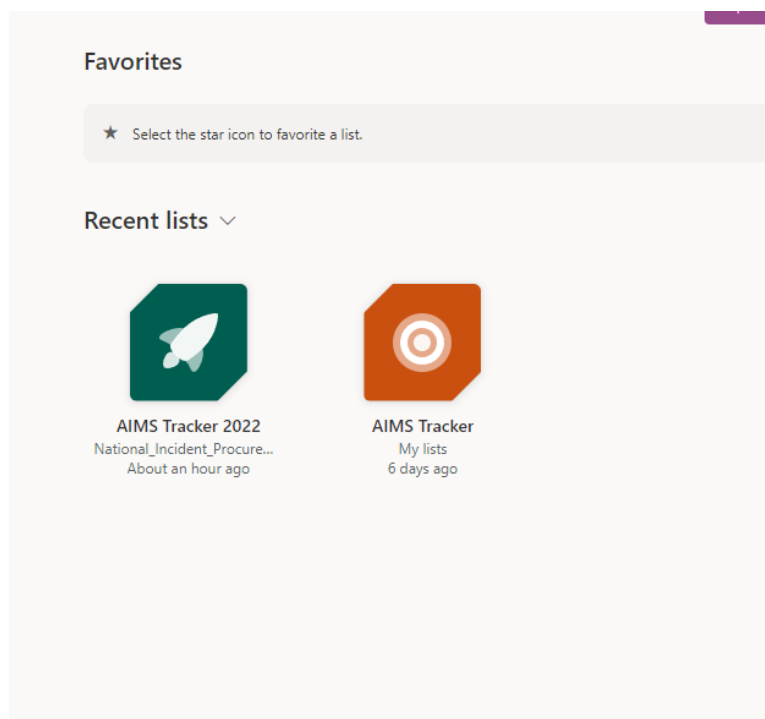 Favorites
Select the star icon to favorite a list.
Recent lists
AIMS Tracker 2022
National_Incident_Procure...
About an hour ago
AIMS Tracker
My lists
6 days ago